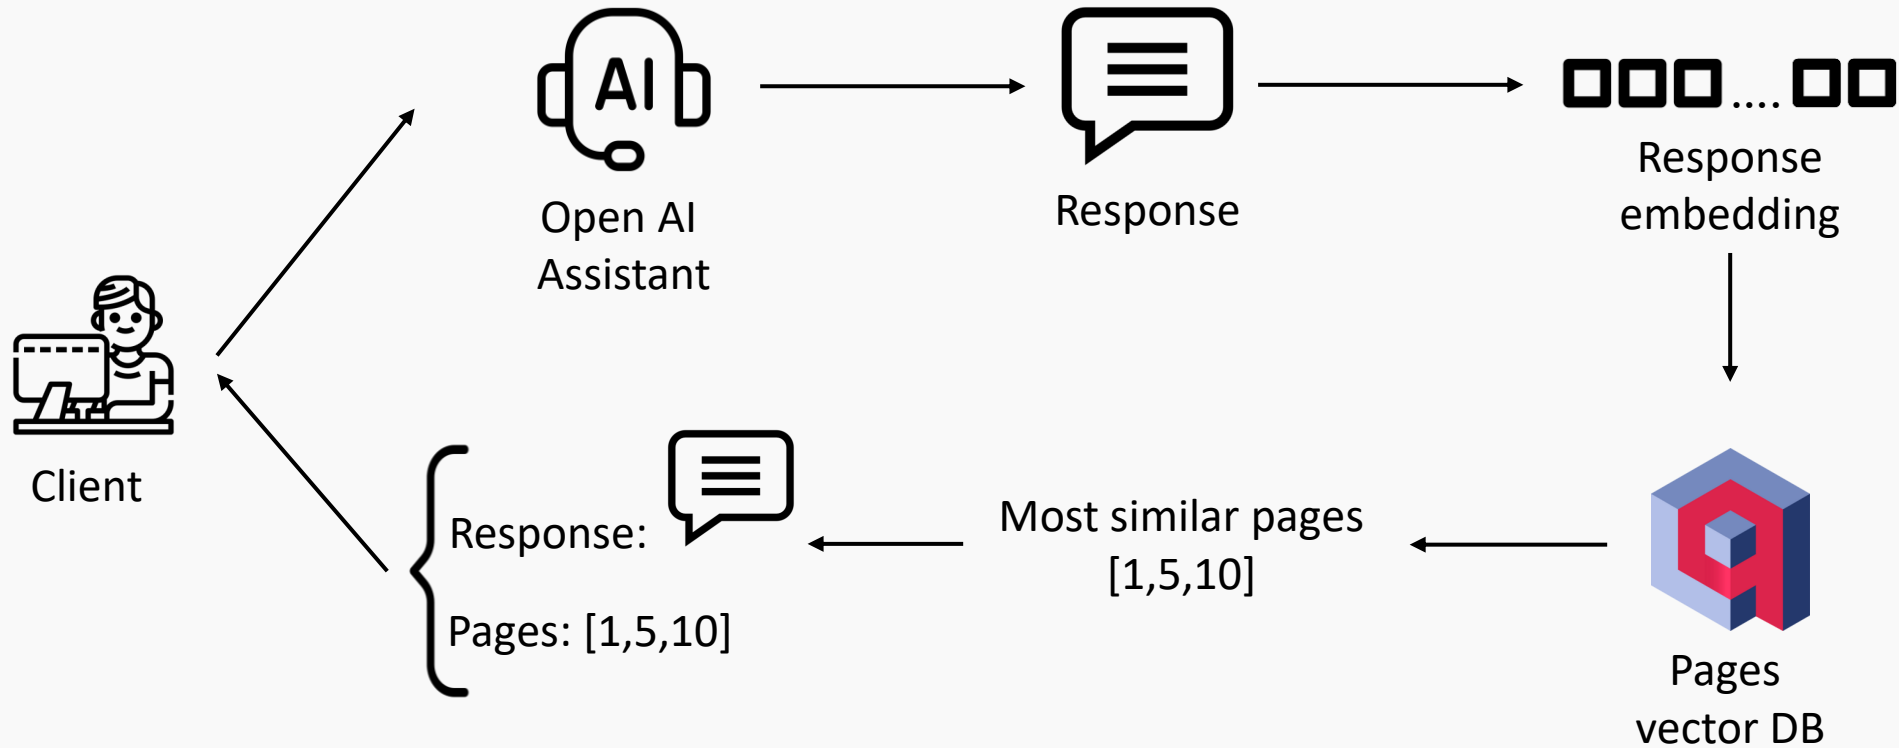 AI
Open AI
Assistant
Response
....
Response
embedding
Client
Response:
Pages: [1,5,10]
Most similar pages
[1,5,10]
Pages
vector DB